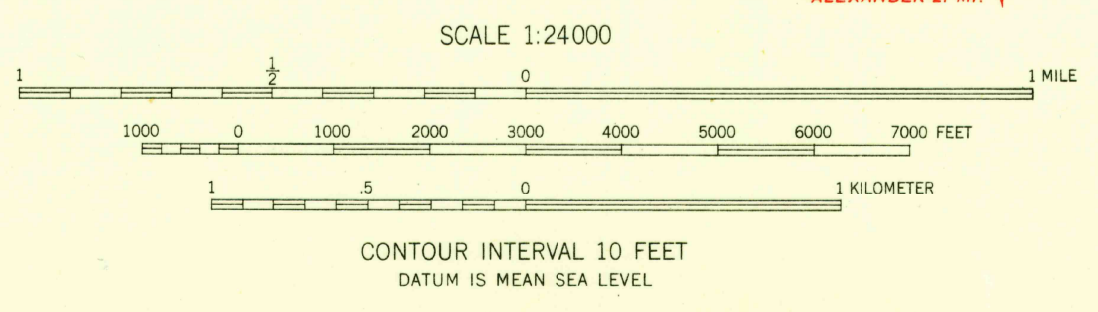 SCALE 1:24000
1 1/2 0 1 MILE
1000 0 1000 2000 3000 4000 5000 6000 7000 FEET
1 .5 0 1 KILOMETER
CONTOUR INTERVAL 10 FEET
DATUM IS MEAN SEA LEVEL